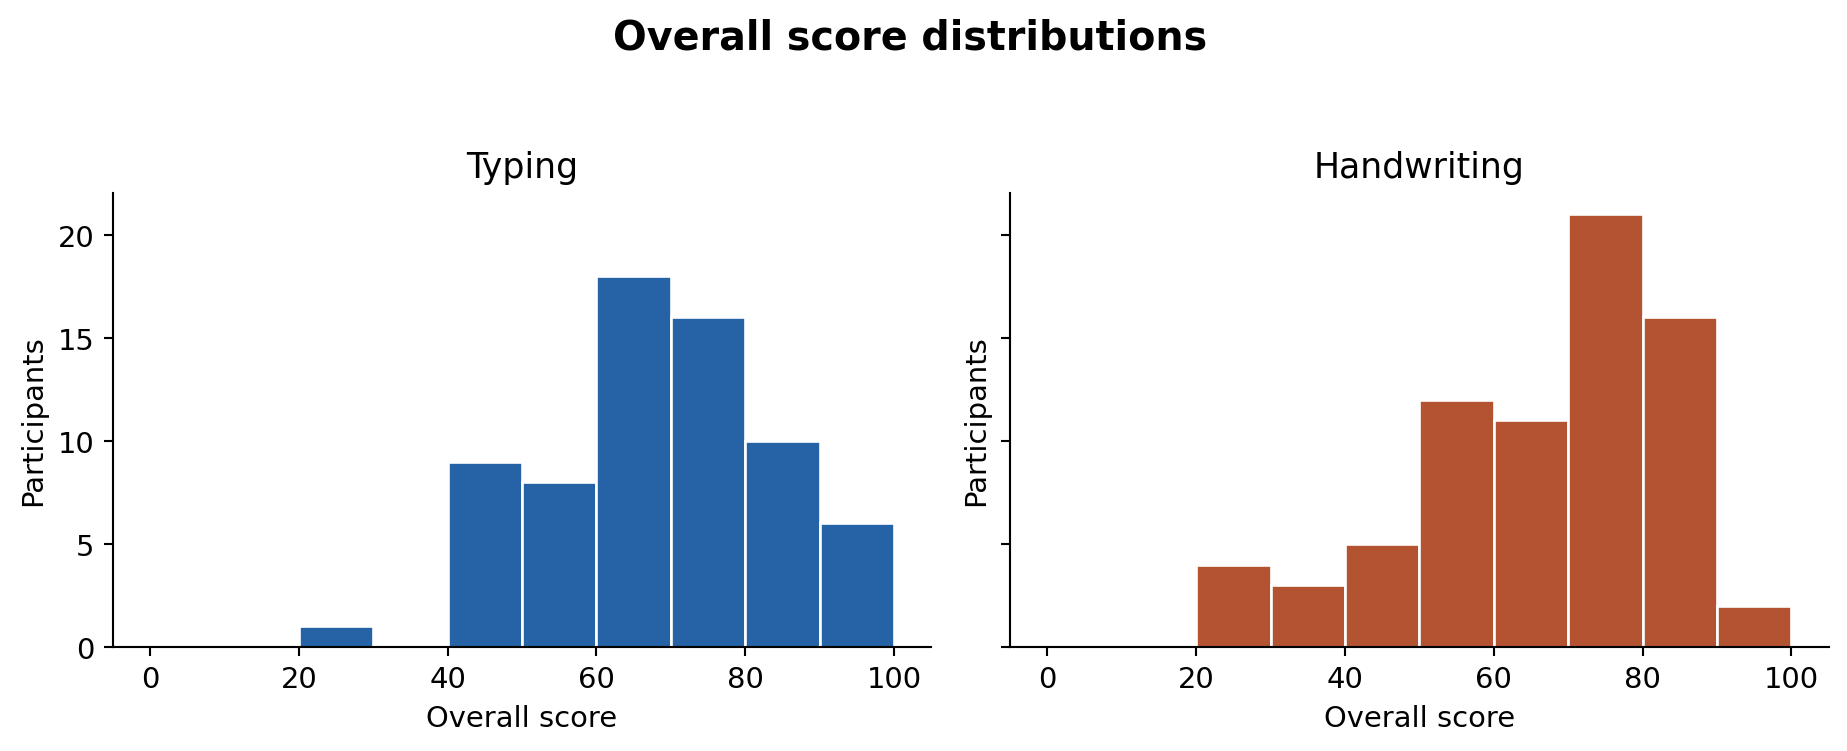 Overall score distributions
Typing
Participants
20
15
10
5
0
0 20 40 60 80 100
Overall score
Handwriting
Participants
0 20 40 60 80 100
Overall score